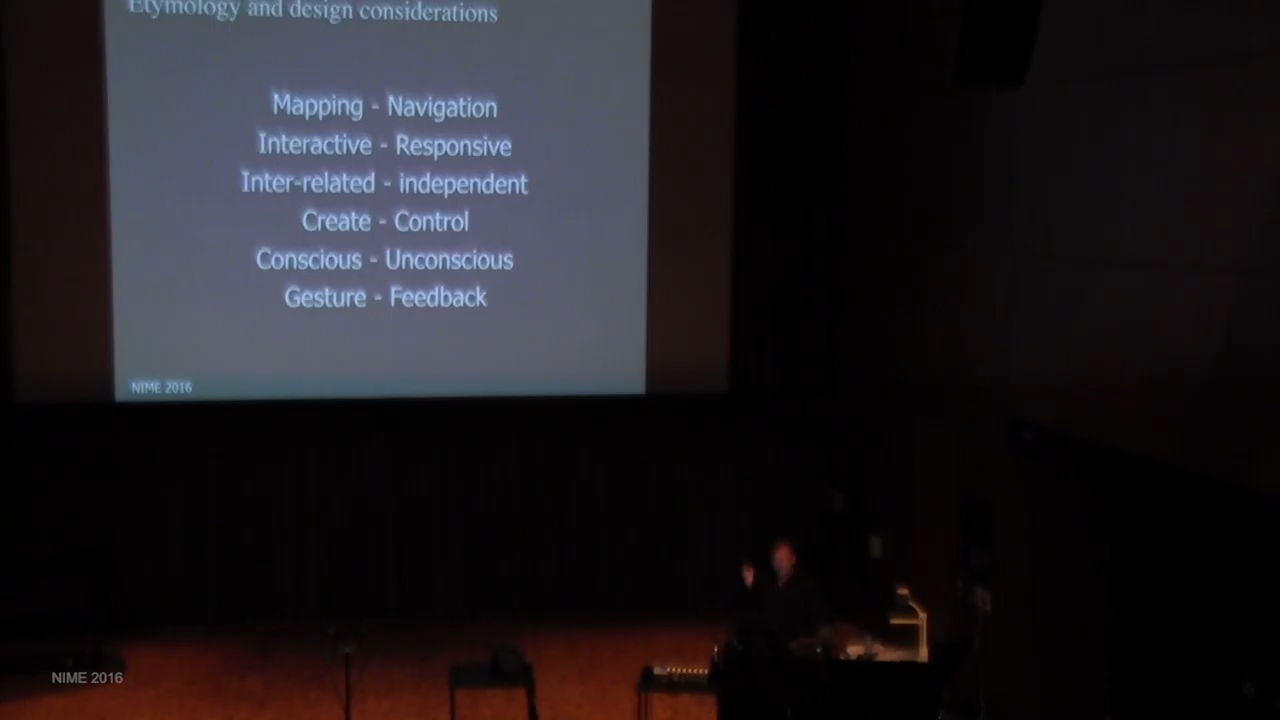 Etymology and design considerations
Mapping - Navigation
Interactive - Responsive
Inter-related - independent
Create - Control
Conscious - Unconscious
Gesture - Feedback
NIME 2016
NIME 2016